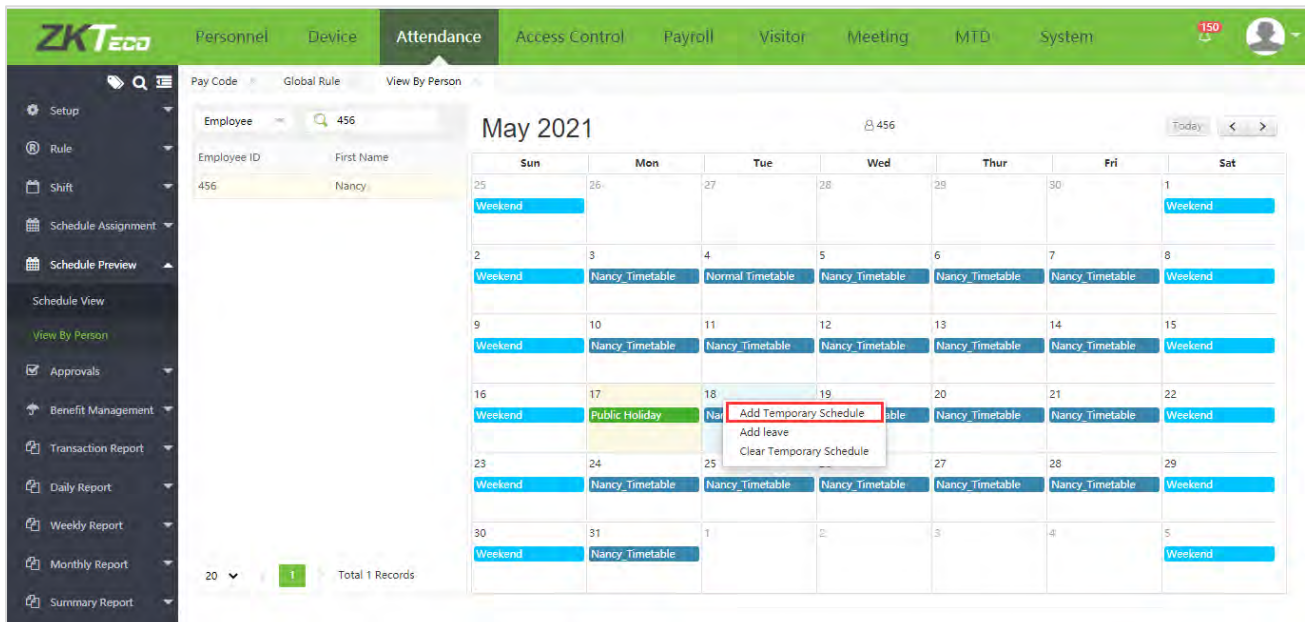 ZKTeco Personnel Device Attendance Access Control Payroll Visitor Meeting MTD System 150
Pay Code Global Rule View By Person
Setup
Rule
Shift
Schedule Assignment
Schedule Preview
Schedule View
View By Person
Approvals
Benefit Management
Transaction Report
Daily Report
Weekly Report
Monthly Report
Summary Report
Employee 456
Employee ID First Name
456 Nancy
20 1 Total 1 Records
May 2021 456 Today < >
Sun Mon Tue Wed Thur Fri Sat
25 26 27 28 29 30 1
Weekend Weekend
2 3 4 5 6 7 8
Weekend Nancy_Timetable Normal Timetable Nancy_Timetable Nancy_Timetable Nancy_Timetable Weekend
9 10 11 12 13 14 15
Weekend Nancy_Timetable Nancy_Timetable Nancy_Timetable Nancy_Timetable Nancy_Timetable Weekend
16 17 18 19 20 21 22
Weekend Public Holiday Nan able Nancy_Timetable Nancy_Timetable Weekend
Add Temporary Schedule
Add leave
Clear Temporary Schedule
23 24 25 27 28 29
Weekend Nancy_Timetable Nancy_Timetable Nancy_Timetable Nancy_Timetable Nancy_Timetable Weekend
30 31 1 2 3 4 5
Weekend Nancy_Timetable Weekend